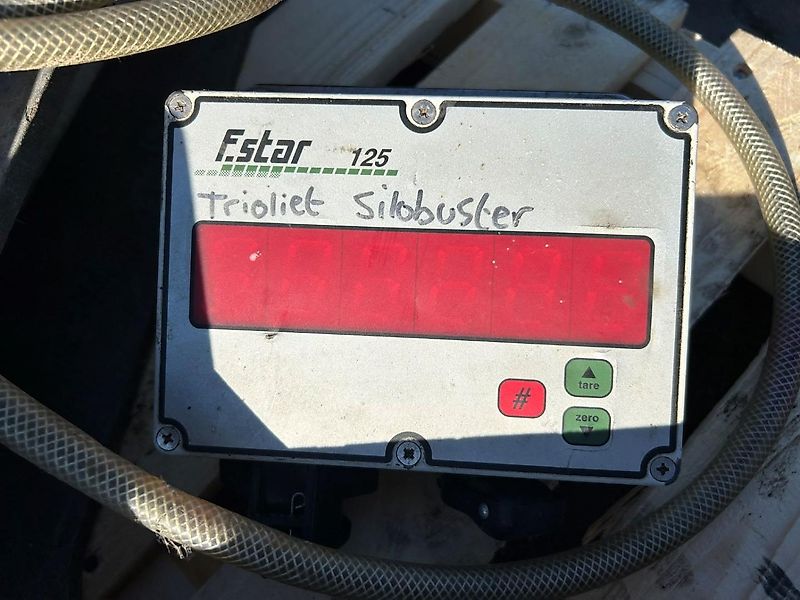 F.star 125
Trioliet Silobuster
#
tare
zero